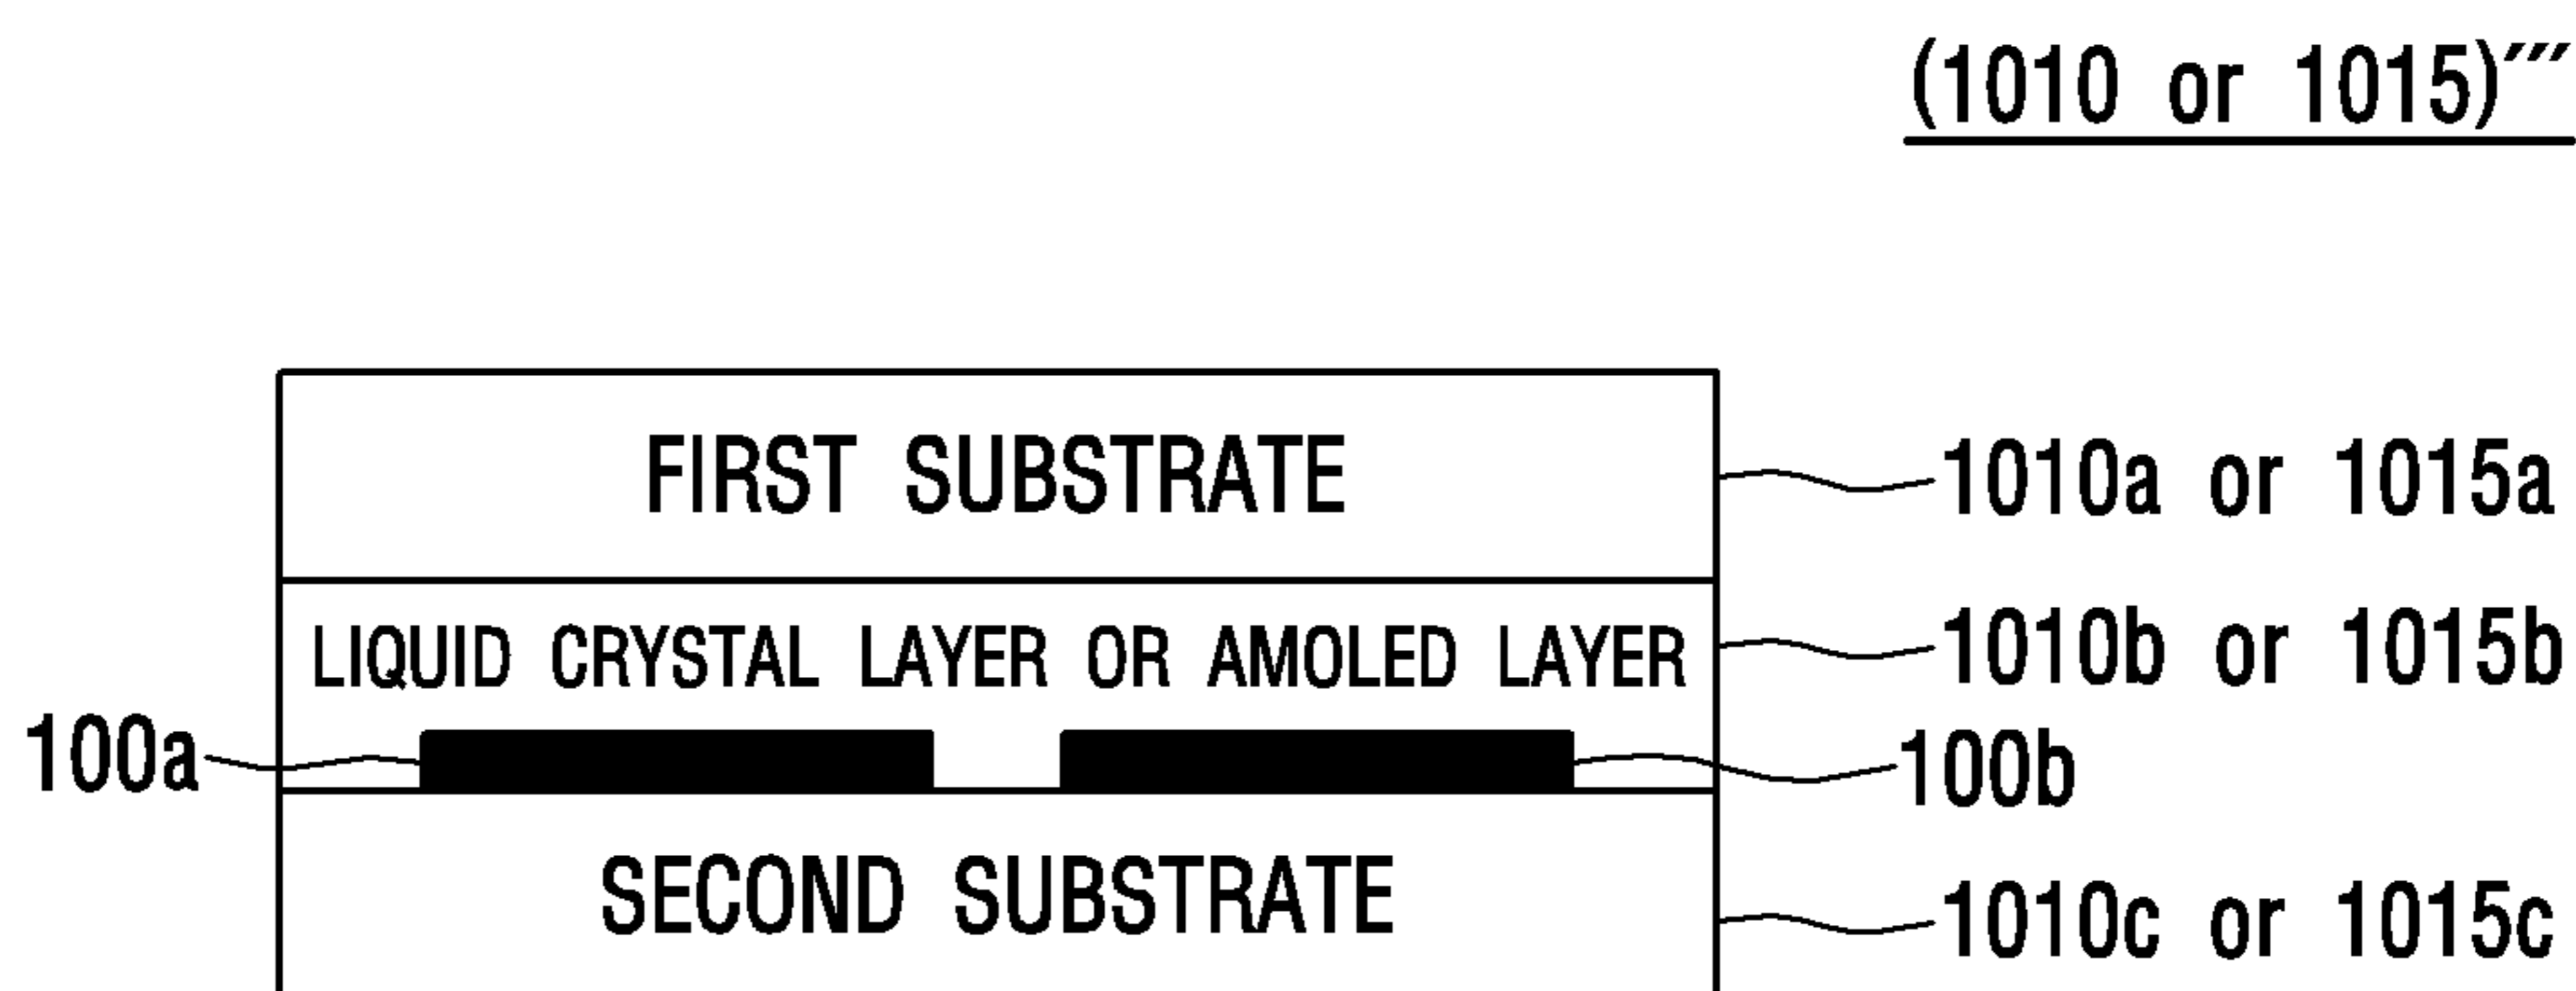 (1010 or 1015)‴
FIRST SUBSTRATE
1010a or 1015a
LIQUID CRYSTAL LAYER OR AMOLED LAYER
1010b or 1015b
100a
100b
SECOND SUBSTRATE
1010c or 1015c